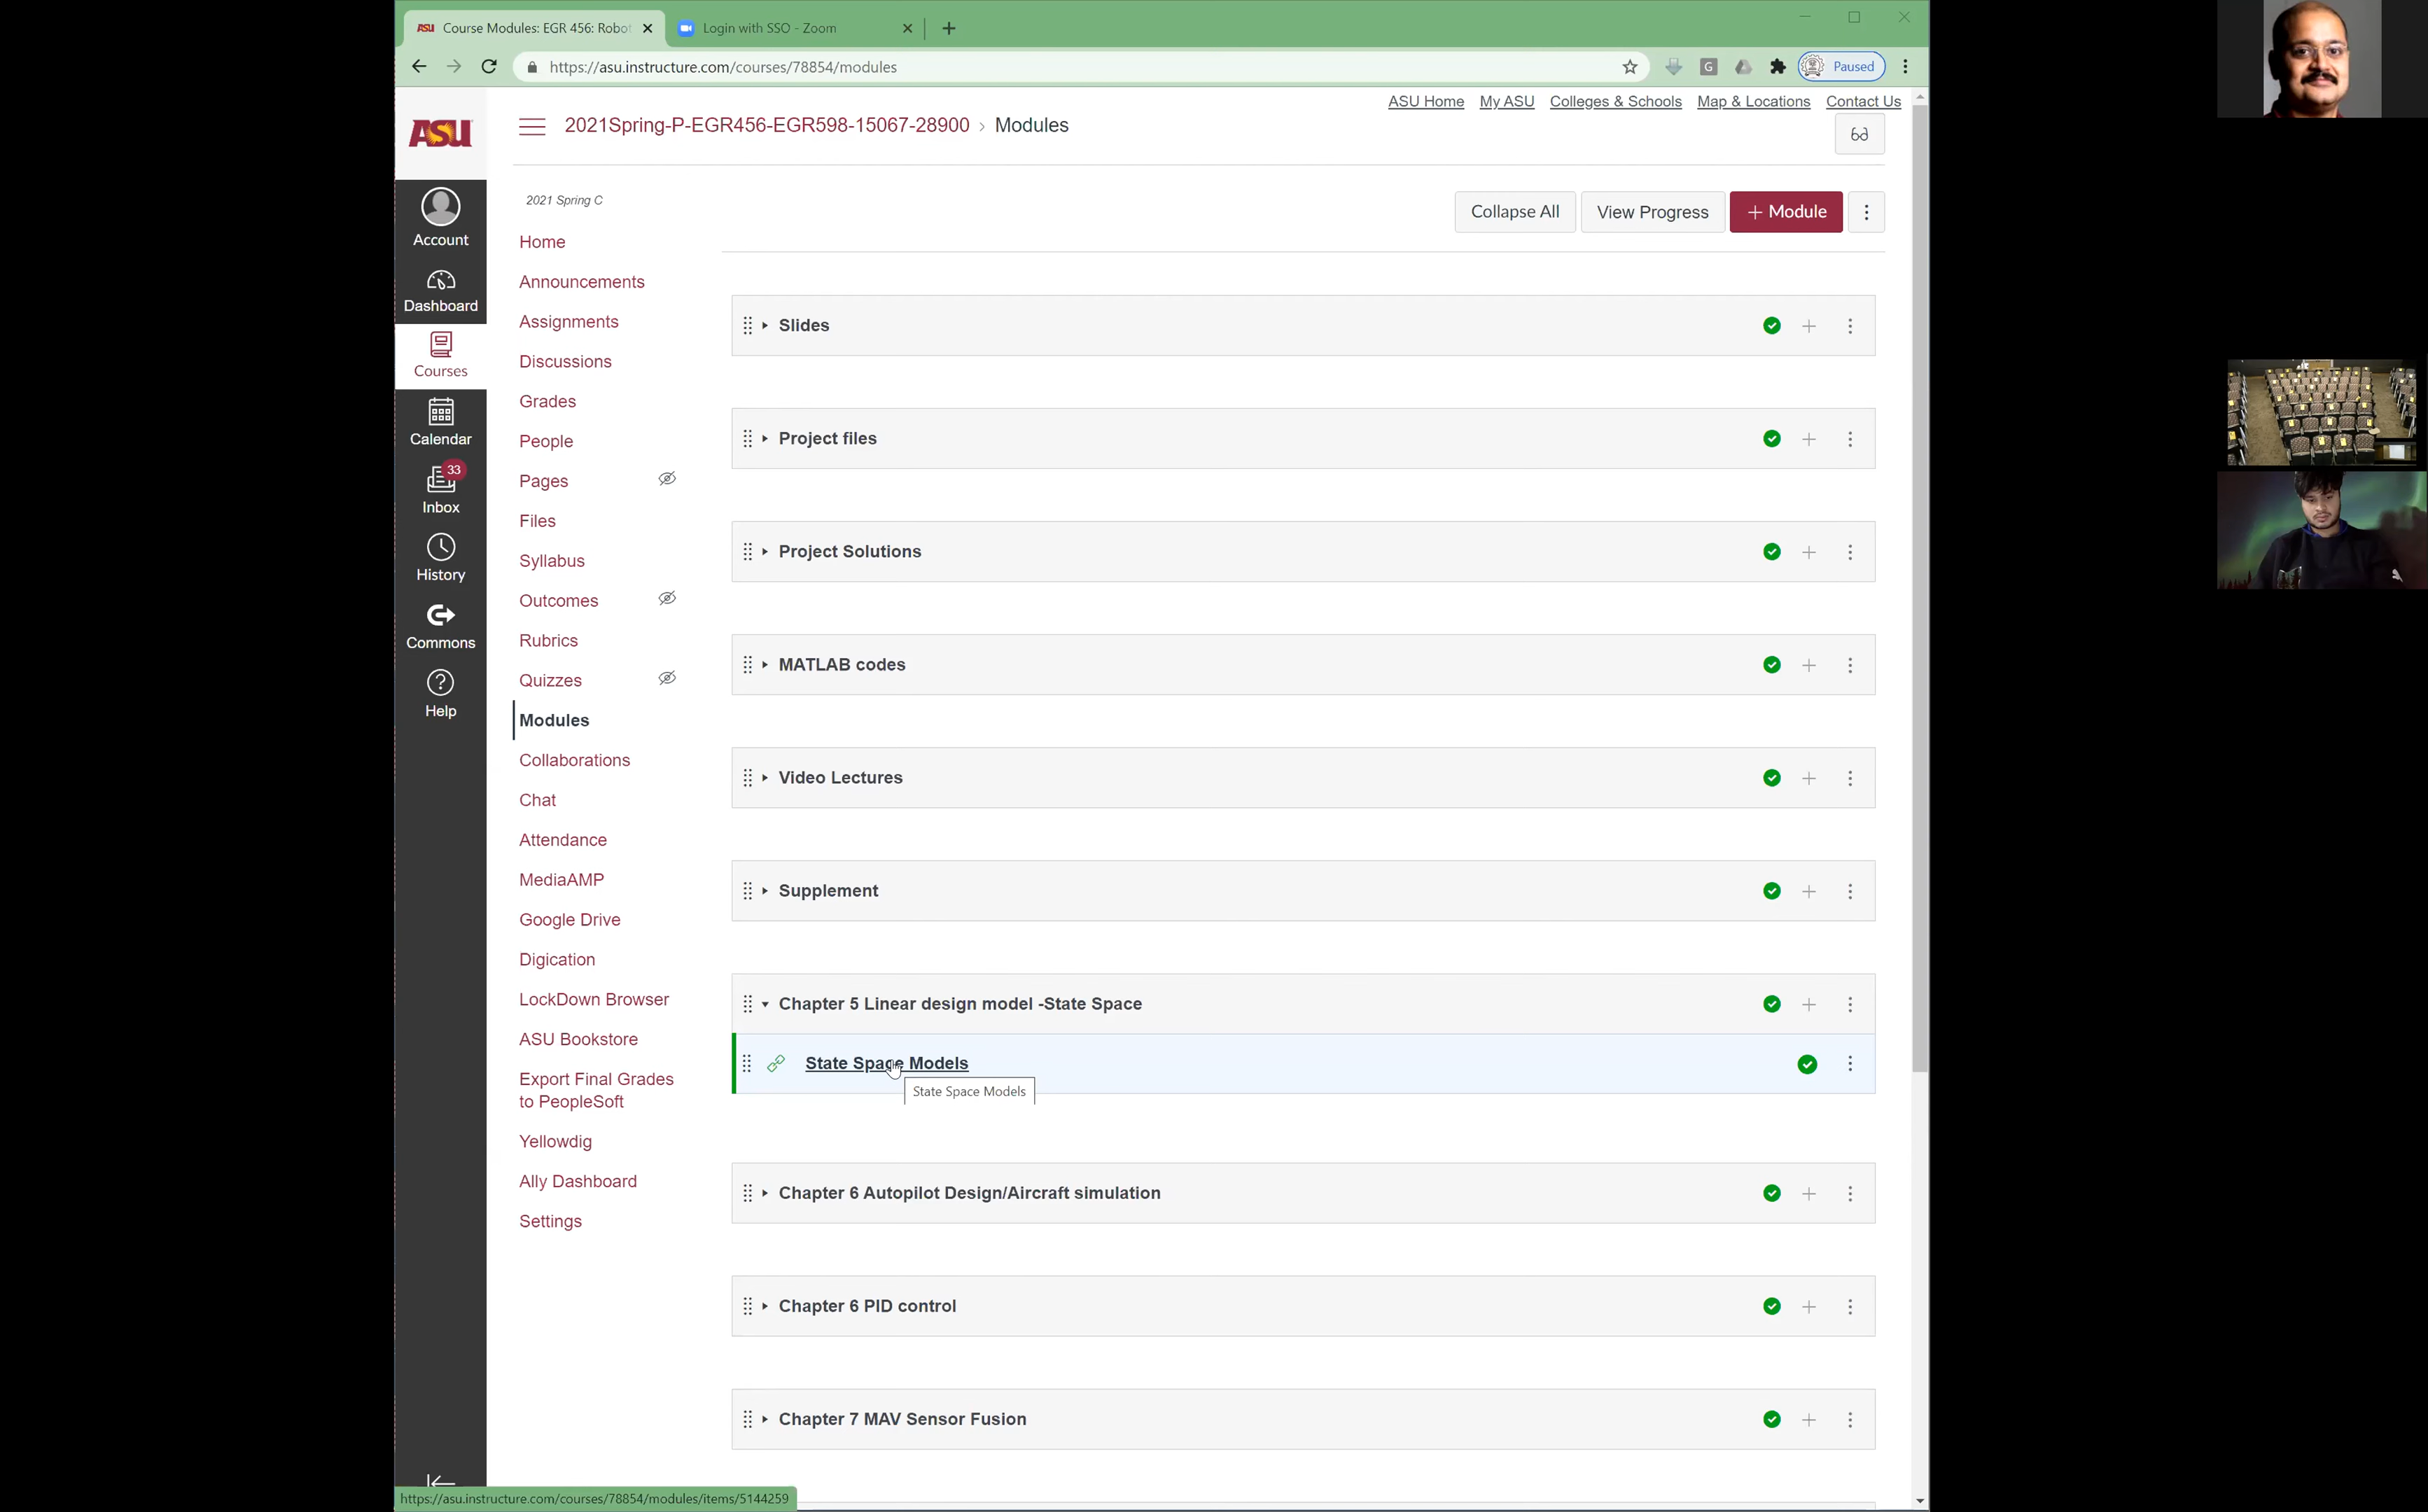 ASU Course Modules: EGR 456: Robot
Login with SSO - Zoom
https://asu.instructure.com/courses/78854/modules
G
Paused
ASU Home My ASU Colleges & Schools Map & Locations Contact Us
ASU
2021Spring-P-EGR456-EGR598-15067-28900 › Modules
2021 Spring C
Collapse All
View Progress
+ Module
Account
Dashboard
Courses
Calendar
33
Inbox
History
Commons
Help
Home
Announcements
Assignments
Discussions
Grades
People
Pages
Files
Syllabus
Outcomes
Rubrics
Quizzes
Modules
Collaborations
Chat
Attendance
MediaAMP
Google Drive
Digication
LockDown Browser
ASU Bookstore
Export Final Grades
to PeopleSoft
Yellowdig
Ally Dashboard
Settings
Slides
Project files
Project Solutions
MATLAB codes
Video Lectures
Supplement
Chapter 5 Linear design model -State Space
State Space Models
State Space Models
Chapter 6 Autopilot Design/Aircraft simulation
Chapter 6 PID control
Chapter 7 MAV Sensor Fusion
https://asu.instructure.com/courses/78854/modules/items/5144259